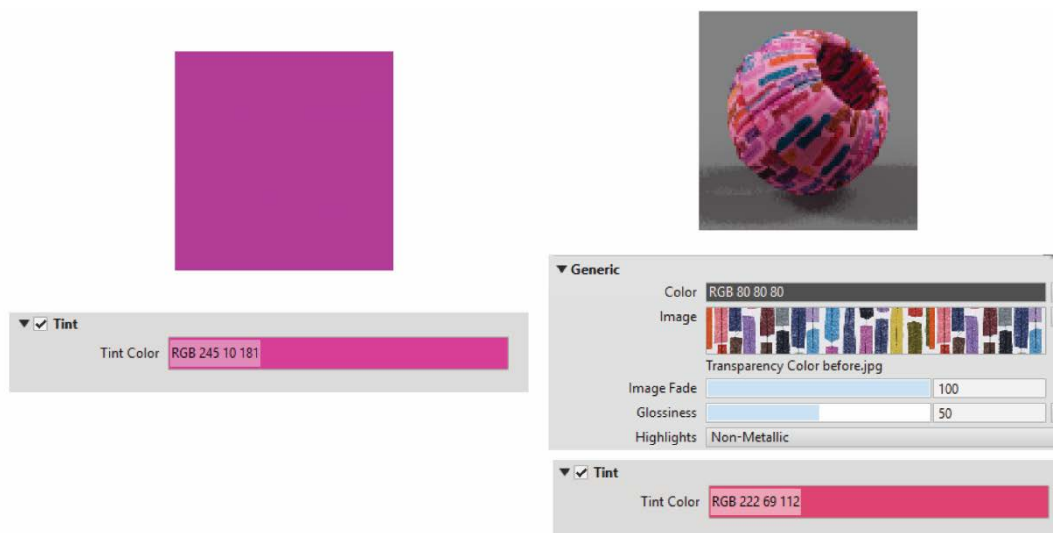 Tint
Tint Color RGB 245 10 181
Generic
Color RGB 80 80 80
Image
Transparency Color before.jpg
Image Fade 100
Glossiness 50
Highlights Non-Metallic
Tint
Tint Color RGB 222 69 112